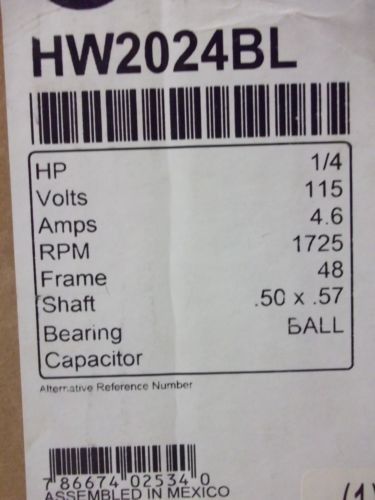 HW2024BL
HP 1/4
Volts 115
Amps 4.6
RPM 1725
Frame 48
Shaft .50 x .57
Bearing BALL
Capacitor
Alternative Reference Number
7 86674 02534 0
ASSEMBLED IN MEXICO
(1)